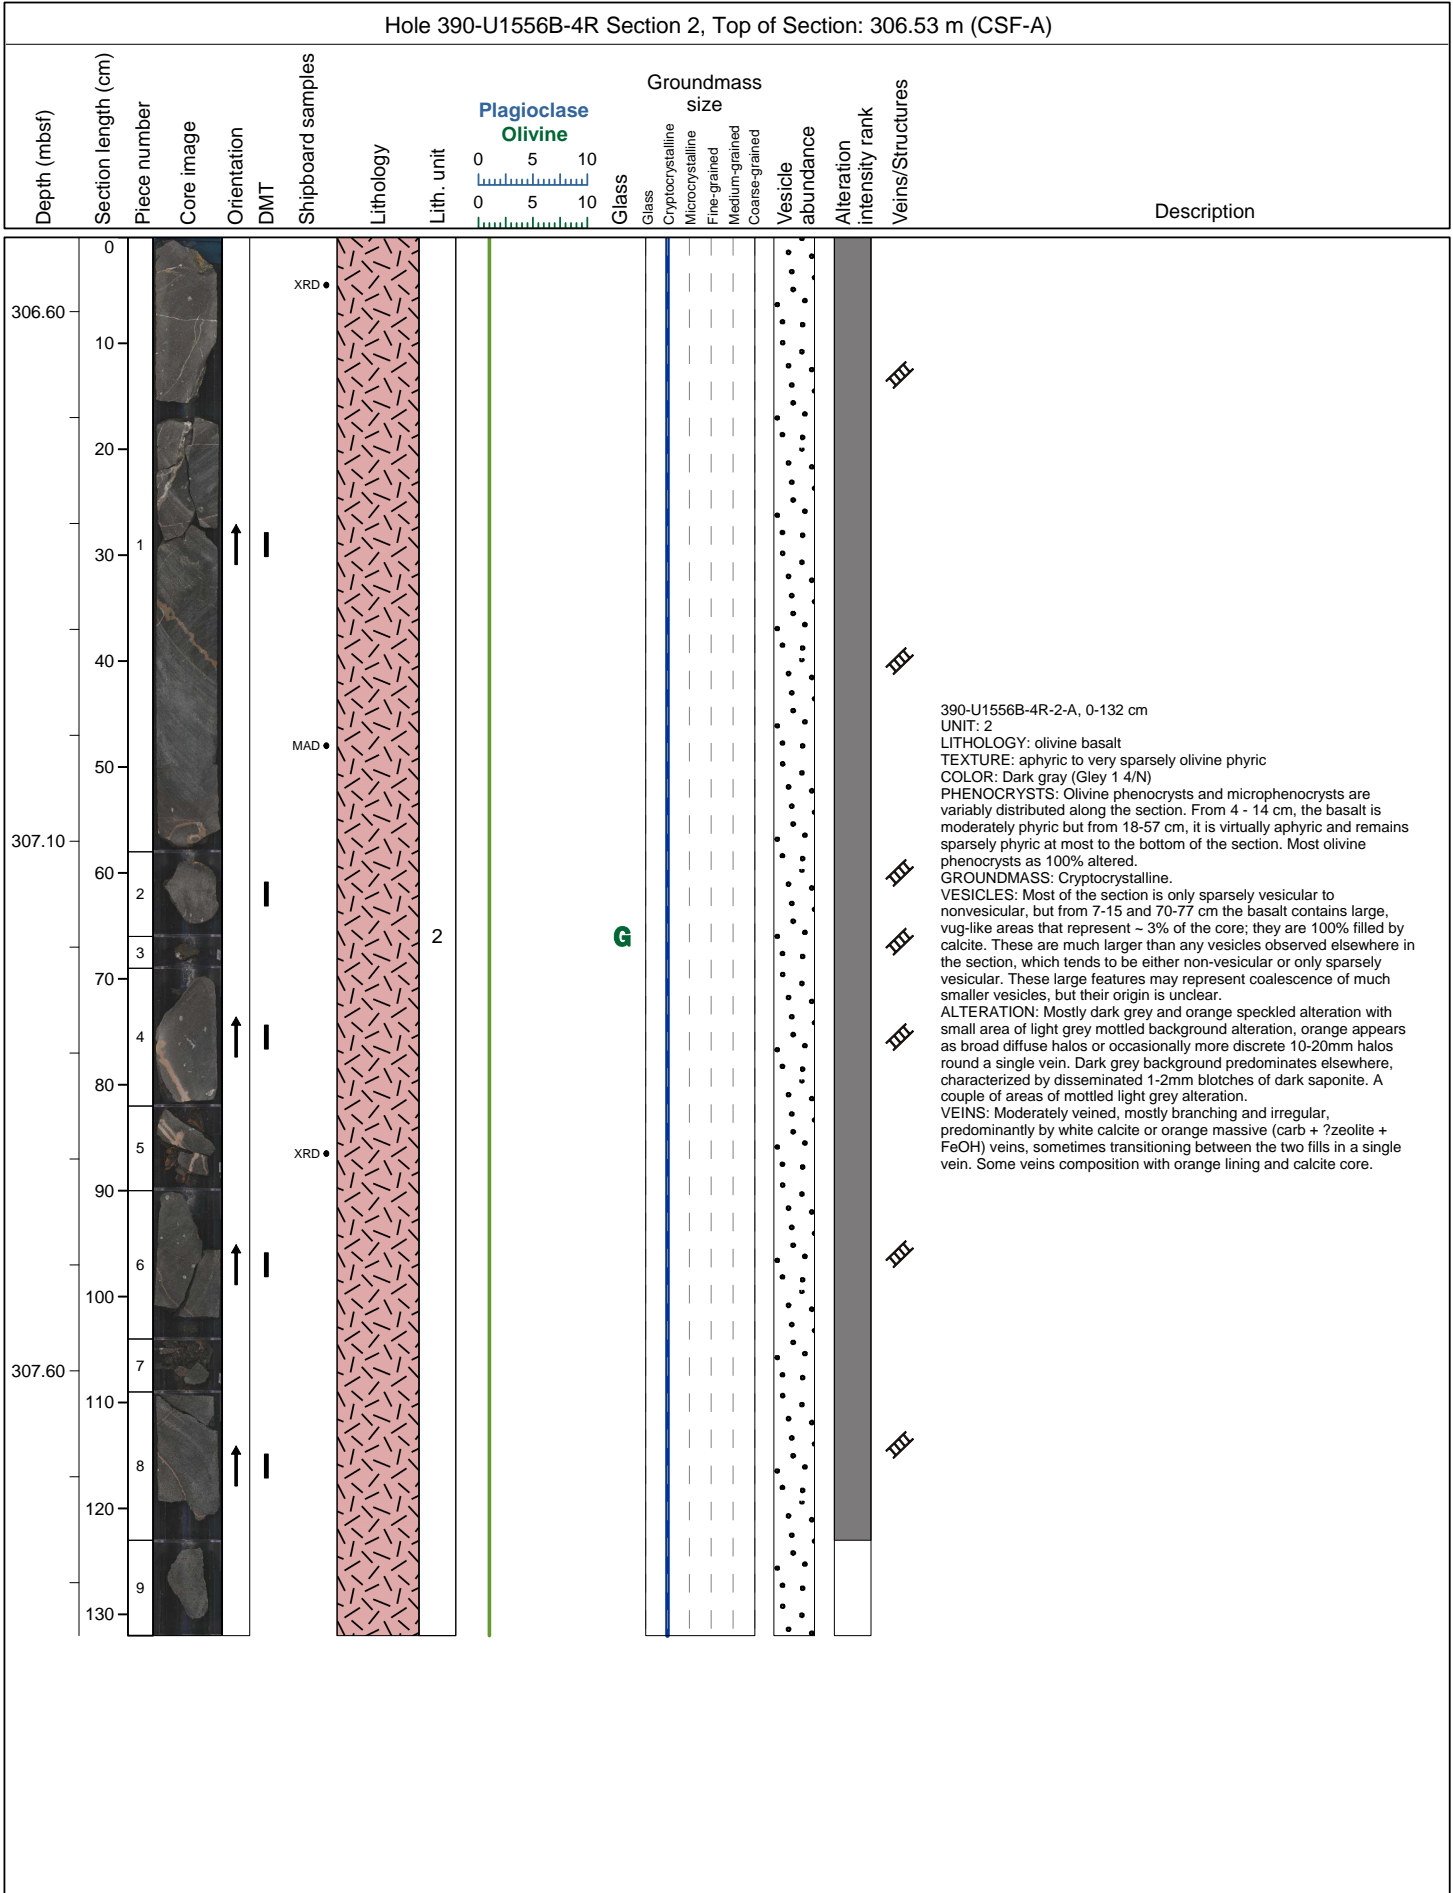 Hole 390-U1556B-4R Section 2, Top of Section: 306.53 m (CSF-A)
Depth (mbsf)
Section length (cm)
Piece number
Core image
Orientation
DMT
Shipboard samples
Lithology
Lith. unit
Plagioclase
Olivine
0 5 10
0 5 10
Glass
Groundmass
size
Glass
Cryptocrystalline
Microcrystalline
Fine-grained
Medium-grained
Coarse-grained
Vesicle
abundance
Alteration
intensity rank
Veins/Structures
Description
0
XRD
306.60
10
20
1
30
40
MAD
50
307.10
60
2
2
G
3
70
4
80
5
XRD
90
6
100
7
307.60
110
8
120
9
130
390-U1556B-4R-2-A, 0-132 cm
UNIT: 2
LITHOLOGY: olivine basalt
TEXTURE: aphyric to very sparsely olivine phyric
COLOR: Dark gray (Gley 1 4/N)
PHENOCRYSTS: Olivine phenocrysts and microphenocrysts are
variably distributed along the section. From 4 - 14 cm, the basalt is
moderately phyric but from 18-57 cm, it is virtually aphyric and remains
sparsely phyric at most to the bottom of the section. Most olivine
phenocrysts as 100% altered.
GROUNDMASS: Cryptocrystalline.
VESICLES: Most of the section is only sparsely vesicular to
nonvesicular, but from 7-15 and 70-77 cm the basalt contains large,
vug-like areas that represent ~ 3% of the core; they are 100% filled by
calcite. These are much larger than any vesicles observed elsewhere in
the section, which tends to be either non-vesicular or only sparsely
vesicular. These large features may represent coalescence of much
smaller vesicles, but their origin is unclear.
ALTERATION: Mostly dark grey and orange speckled alteration with
small area of light grey mottled background alteration, orange appears
as broad diffuse halos or occasionally more discrete 10-20mm halos
round a single vein. Dark grey background predominates elsewhere,
characterized by disseminated 1-2mm blotches of dark saponite. A
couple of areas of mottled light grey alteration.
VEINS: Moderately veined, mostly branching and irregular,
predominantly by white calcite or orange massive (carb + ?zeolite +
FeOH) veins, sometimes transitioning between the two fills in a single
vein. Some veins composition with orange lining and calcite core.